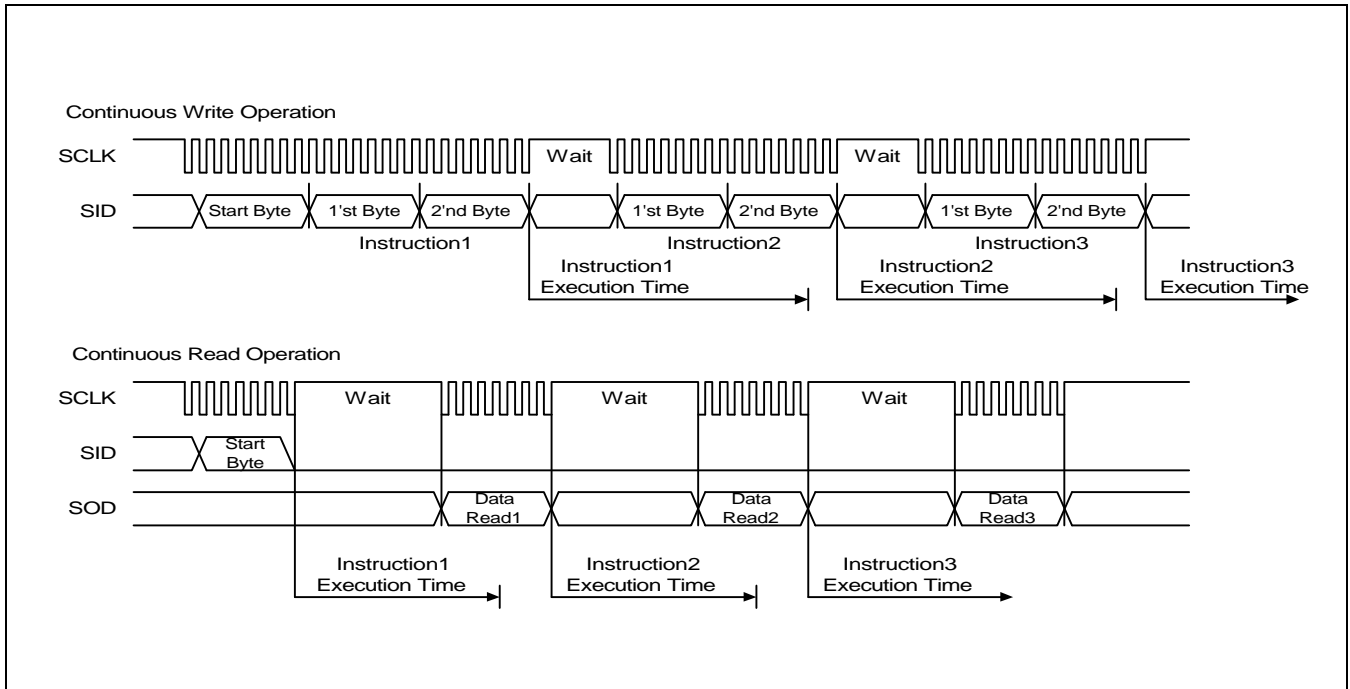 Continuous Write Operation
SCLK
Wait
Wait
SID
Start Byte
1'st Byte
2'nd Byte
1'st Byte
2'nd Byte
1'st Byte
2'nd Byte
Instruction1
Instruction2
Instruction3
Instruction1
Execution Time
Instruction2
Execution Time
Instruction3
Execution Time
Continuous Read Operation
SCLK
Wait
Wait
Wait
SID
Start
Byte
SOD
Data
Read1
Data
Read2
Data
Read3
Instruction1
Execution Time
Instruction2
Execution Time
Instruction3
Execution Time